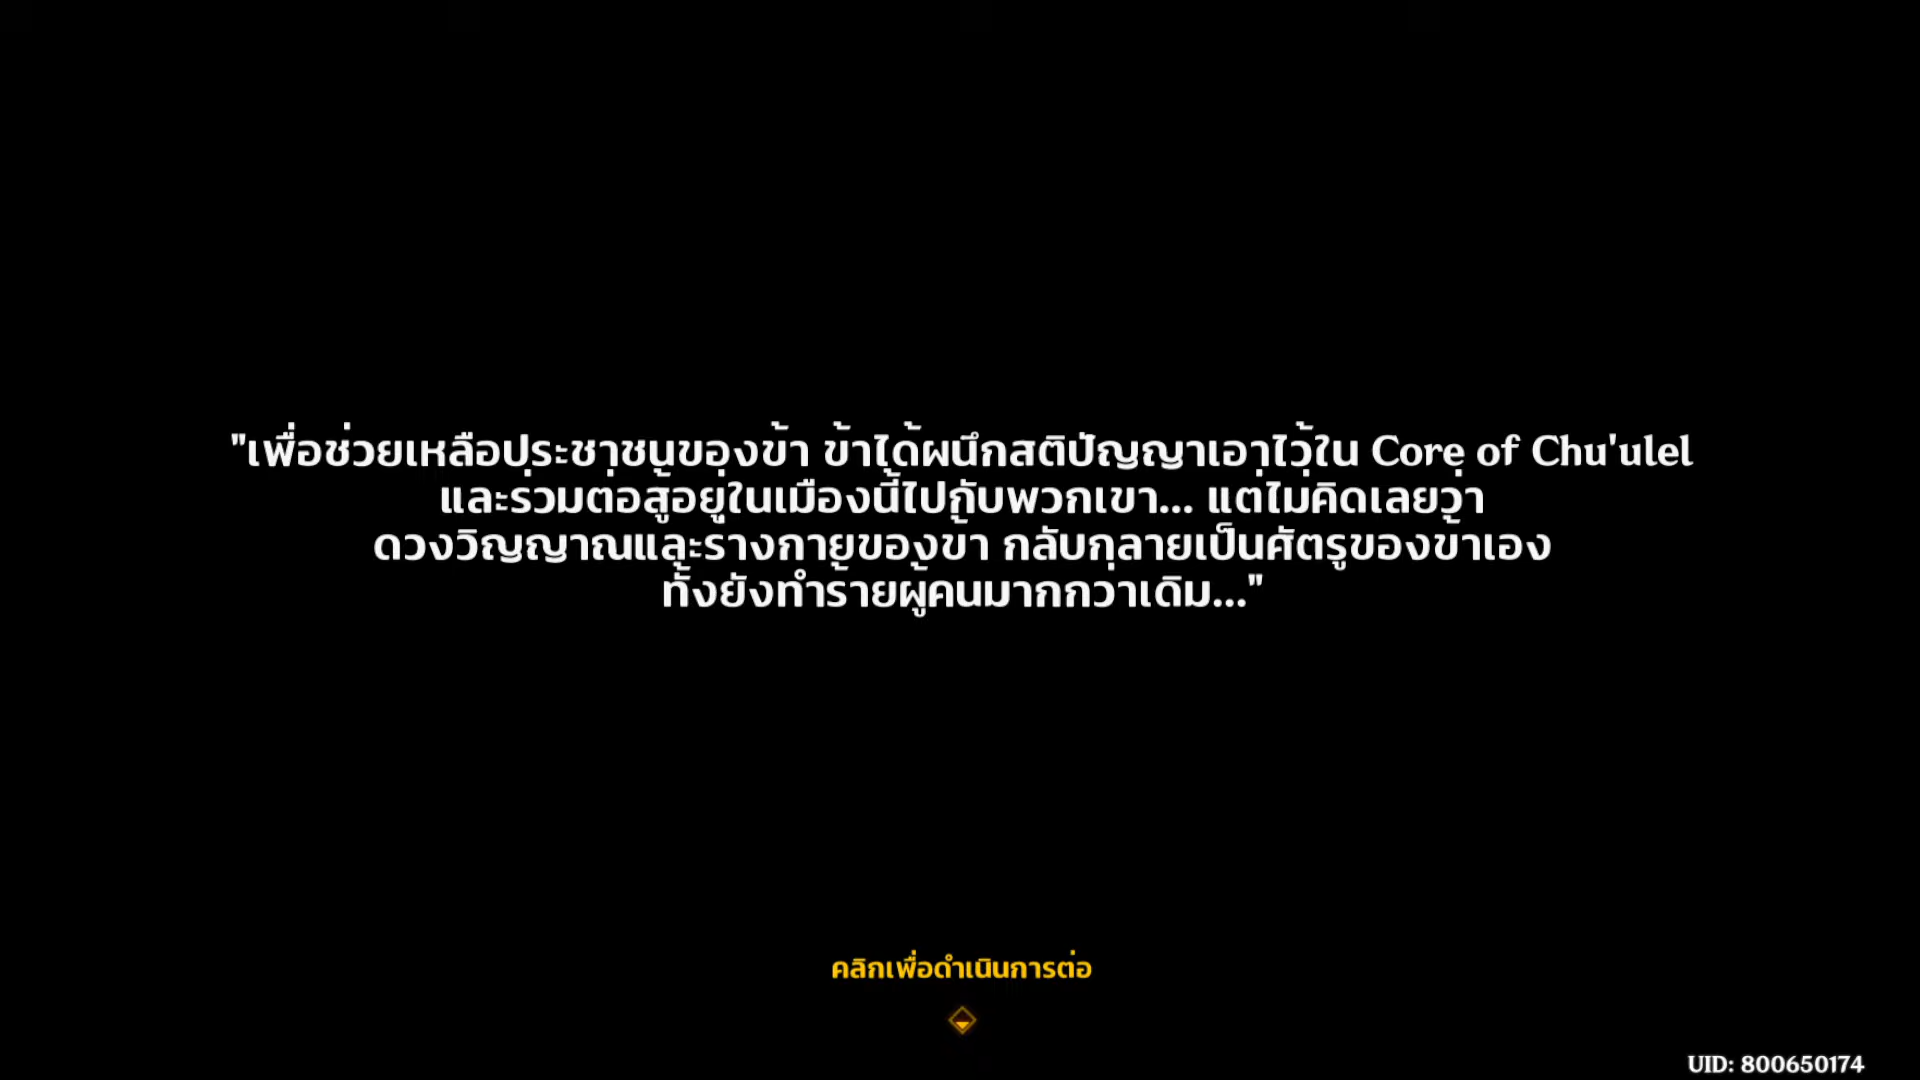 "เพื่อช่วยเหลือประชาชนของข้า ข้าได้ผนึกสติปัญญาเอาไว้ใน Core of Chu'ulel
และร่วมต่อสู้อยู่ในเมืองนี้ไปกับพวกเขา... แต่ไม่คิดเลยว่า
ดวงวิญญาณและร่างกายของข้า กลับกลายเป็นศัตรูของข้าเอง
ทั้งยังทำร้ายผู้คนมากกว่าเดิม..."
คลิกเพื่อดำเนินการต่อ
UID: 800650174